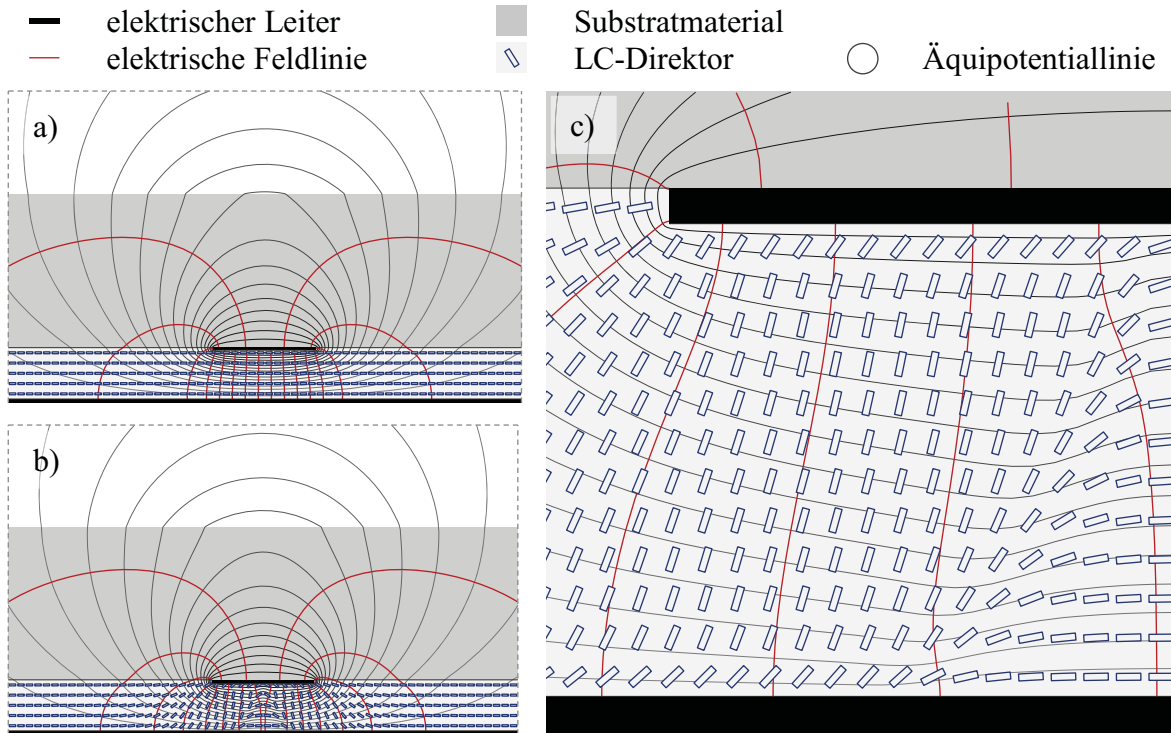 elektrischer Leiter Substratmaterial
elektrische Feldlinie LC-Direktor Äquipotentiallinie
a)
b)
c)